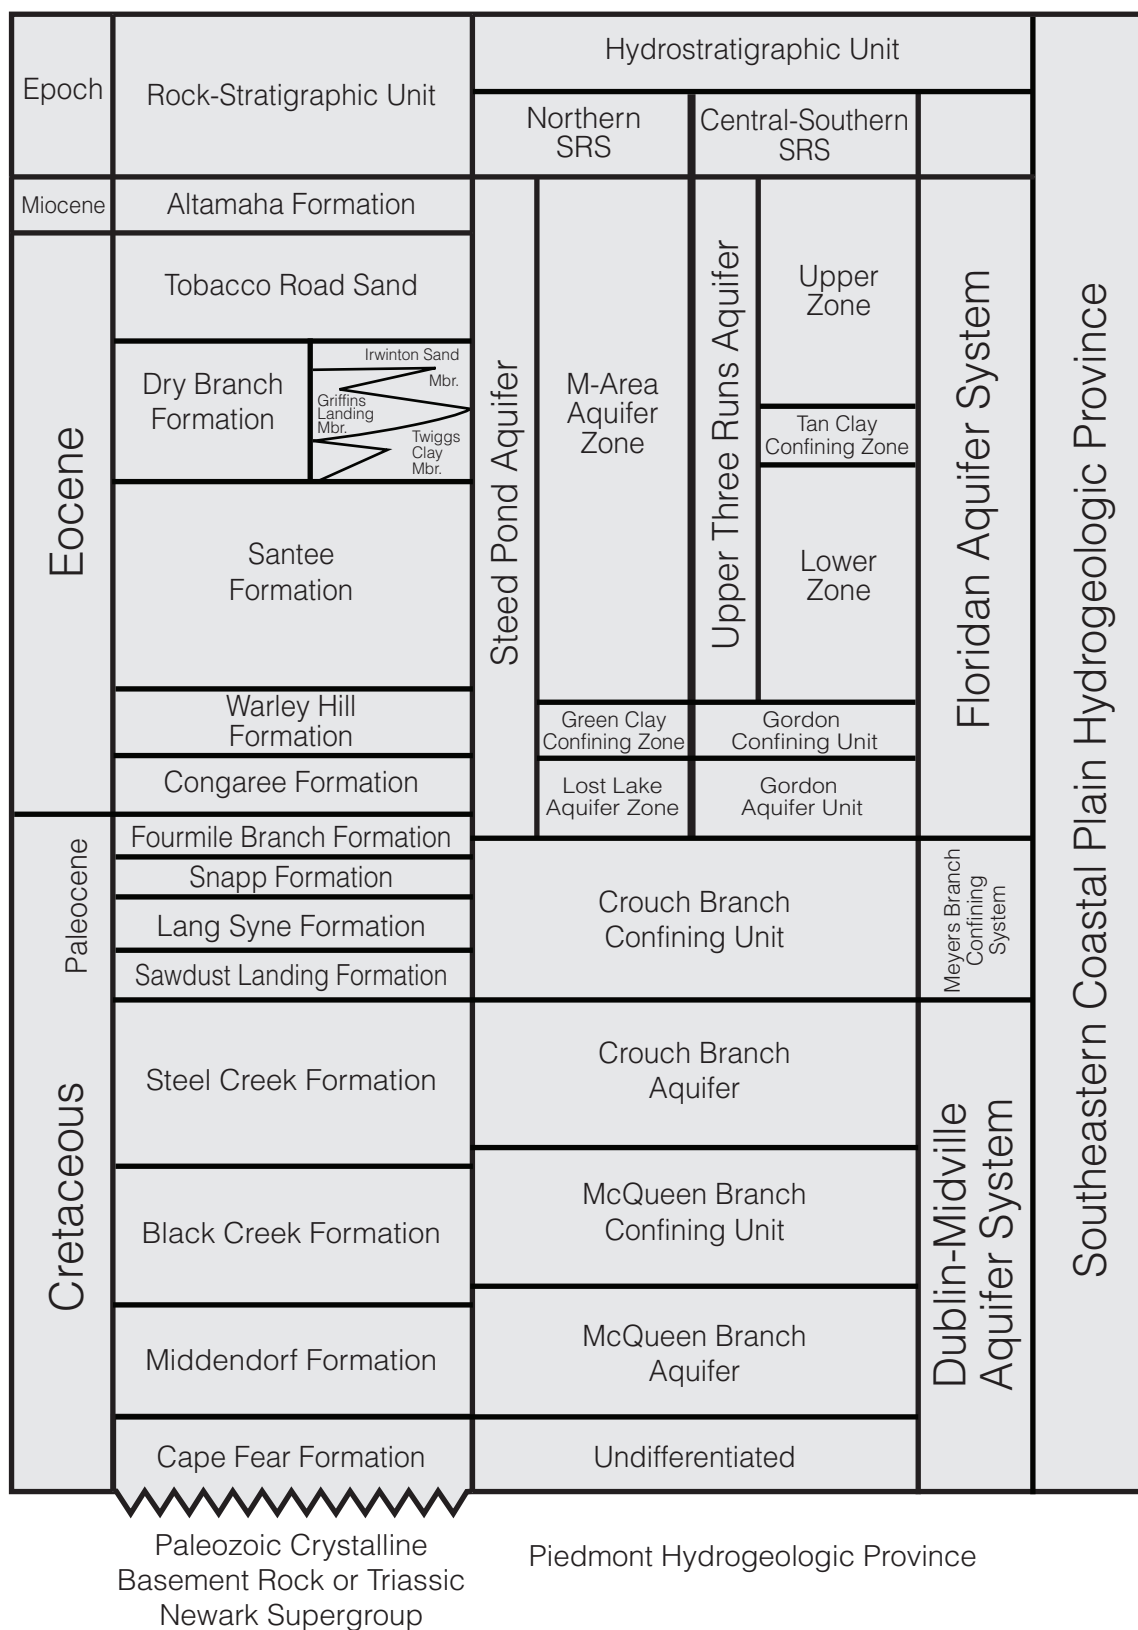 Epoch
Rock-Stratigraphic Unit
Hydrostratigraphic Unit
Northern
SRS
Central-Southern
SRS
Miocene
Altamaha Formation
Eocene
Tobacco Road Sand
Dry Branch
Formation
Irwinton Sand
Mbr.
Griffins
Landing
Mbr.
Twiggs
Clay
Mbr.
Santee
Formation
Warley Hill
Formation
Congaree Formation
Paleocene
Fourmile Branch Formation
Snapp Formation
Lang Syne Formation
Sawdust Landing Formation
Cretaceous
Steel Creek Formation
Black Creek Formation
Middendorf Formation
Cape Fear Formation
Steed Pond Aquifer
M-Area
Aquifer
Zone
Green Clay
Confining Zone
Lost Lake
Aquifer Zone
Upper Three Runs Aquifer
Upper
Zone
Tan Clay
Confining Zone
Lower
Zone
Gordon
Confining Unit
Gordon
Aquifer Unit
Crouch Branch
Confining Unit
Crouch Branch
Aquifer
McQueen Branch
Confining Unit
McQueen Branch
Aquifer
Undifferentiated
Floridan Aquifer System
Meyers Branch
Confining
System
Dublin-Midville
Aquifer System
Southeastern Coastal Plain Hydrogeologic Province
Paleozoic Crystalline
Basement Rock or Triassic
Newark Supergroup
Piedmont Hydrogeologic Province